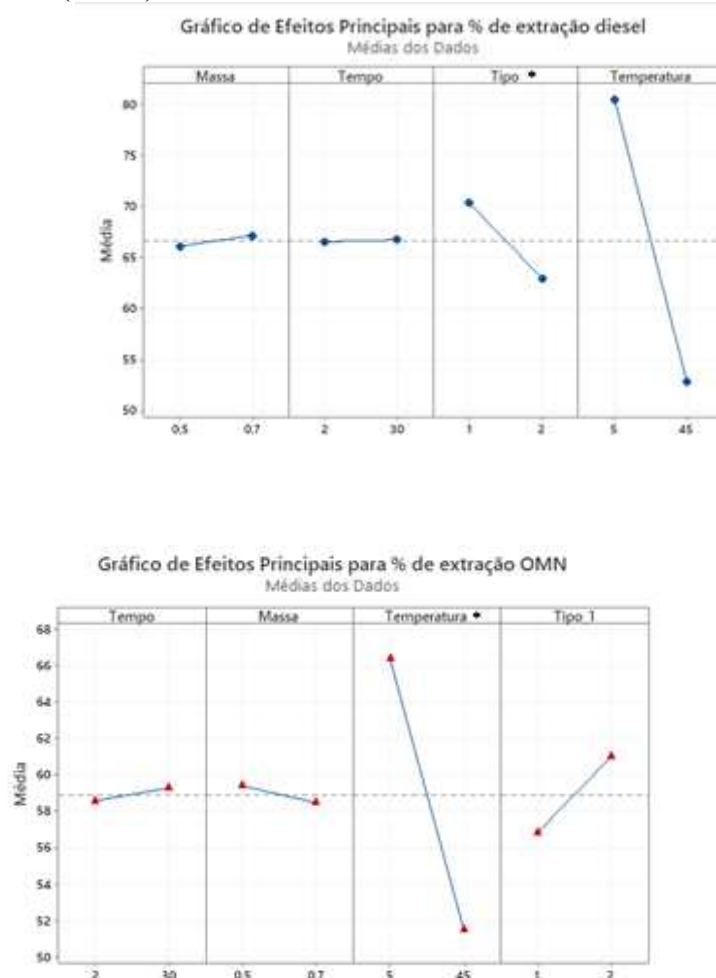 Gráfico de Efeitos Principais para % de extração diesel
Médias dos Dados
Massa Tempo Tipo Temperatura
80
75
70
65
60
55
50
Média
0,5 0,7 2 30 1 2 5 45
Gráfico de Efeitos Principais para % de extração OMN
Médias dos Dados
Tempo Massa Temperatura Tipo 1
68
66
64
62
60
58
56
54
52
50
Média
2 30 0,5 0,7 5 45 1 2